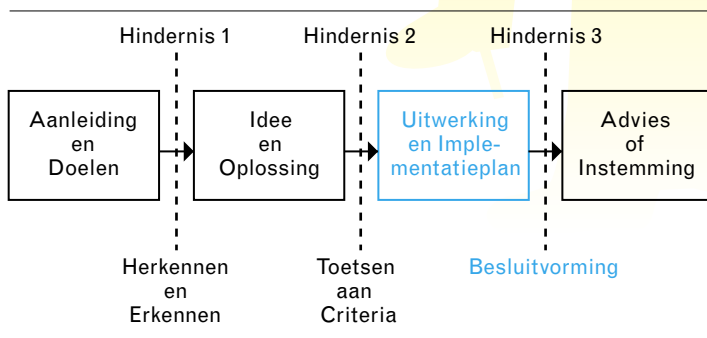 Hindernis 1
Hindernis 2
Hindernis 3
Aanleiding
en
Doelen
Idee
en
Oplossing
Uitwerking
en Imple-
mentatieplan
Advies
of
Instemming
Herkennen
en
Erkennen
Toetsen
aan
Criteria
Besluitvorming